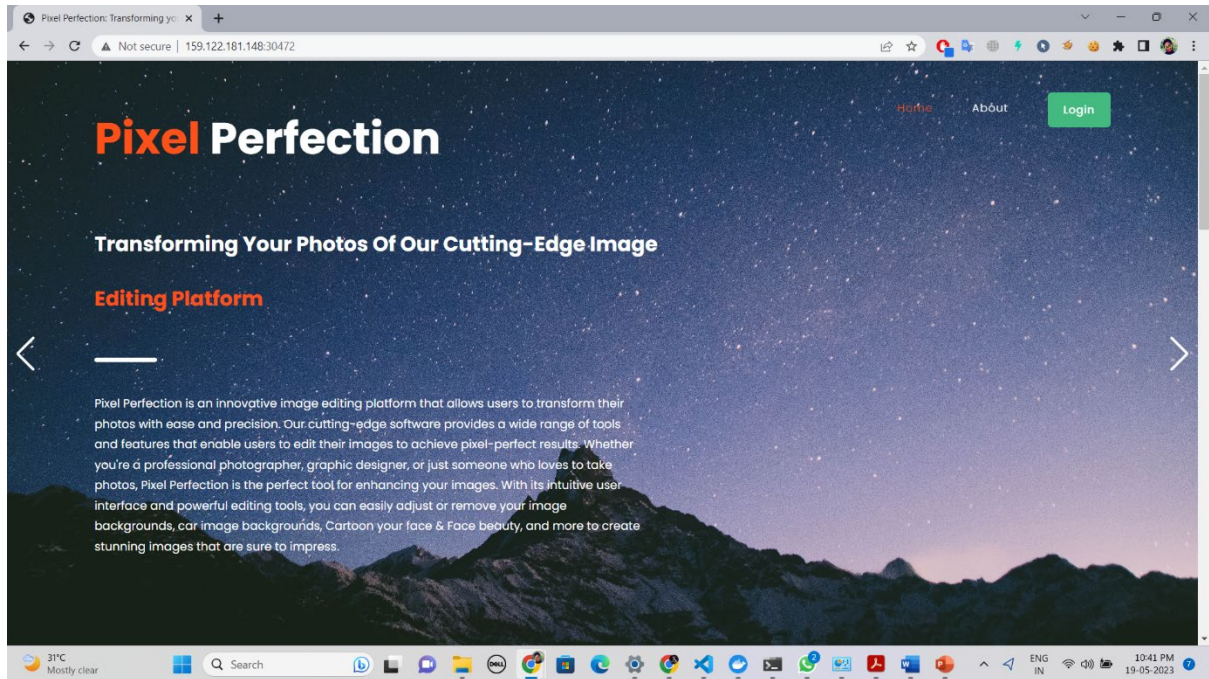 Pixel Perfection: Transforming yo
Not secure | 159.122.181.148:30472
Home
About
Login
Pixel Perfection
Transforming Your Photos Of Our Cutting-Edge Image
Editing Platform
Pixel Perfection is an innovative image editing platform that allows users to transform their
photos with ease and precision. Our cutting-edge software provides a wide range of tools
and features that enable users to edit their images to achieve pixel-perfect results. Whether
you're a professional photographer, graphic designer, or just someone who loves to take
photos, Pixel Perfection is the perfect tool for enhancing your images. With its intuitive user
interface and powerful editing tools, you can easily adjust or remove your image
backgrounds, car image backgrounds, Cartoon your face & Face beauty, and more to create
stunning images that are sure to impress.
31°C
Mostly clear
Search
DELL
2
ENG
IN
10:41 PM
19-05-2023
7